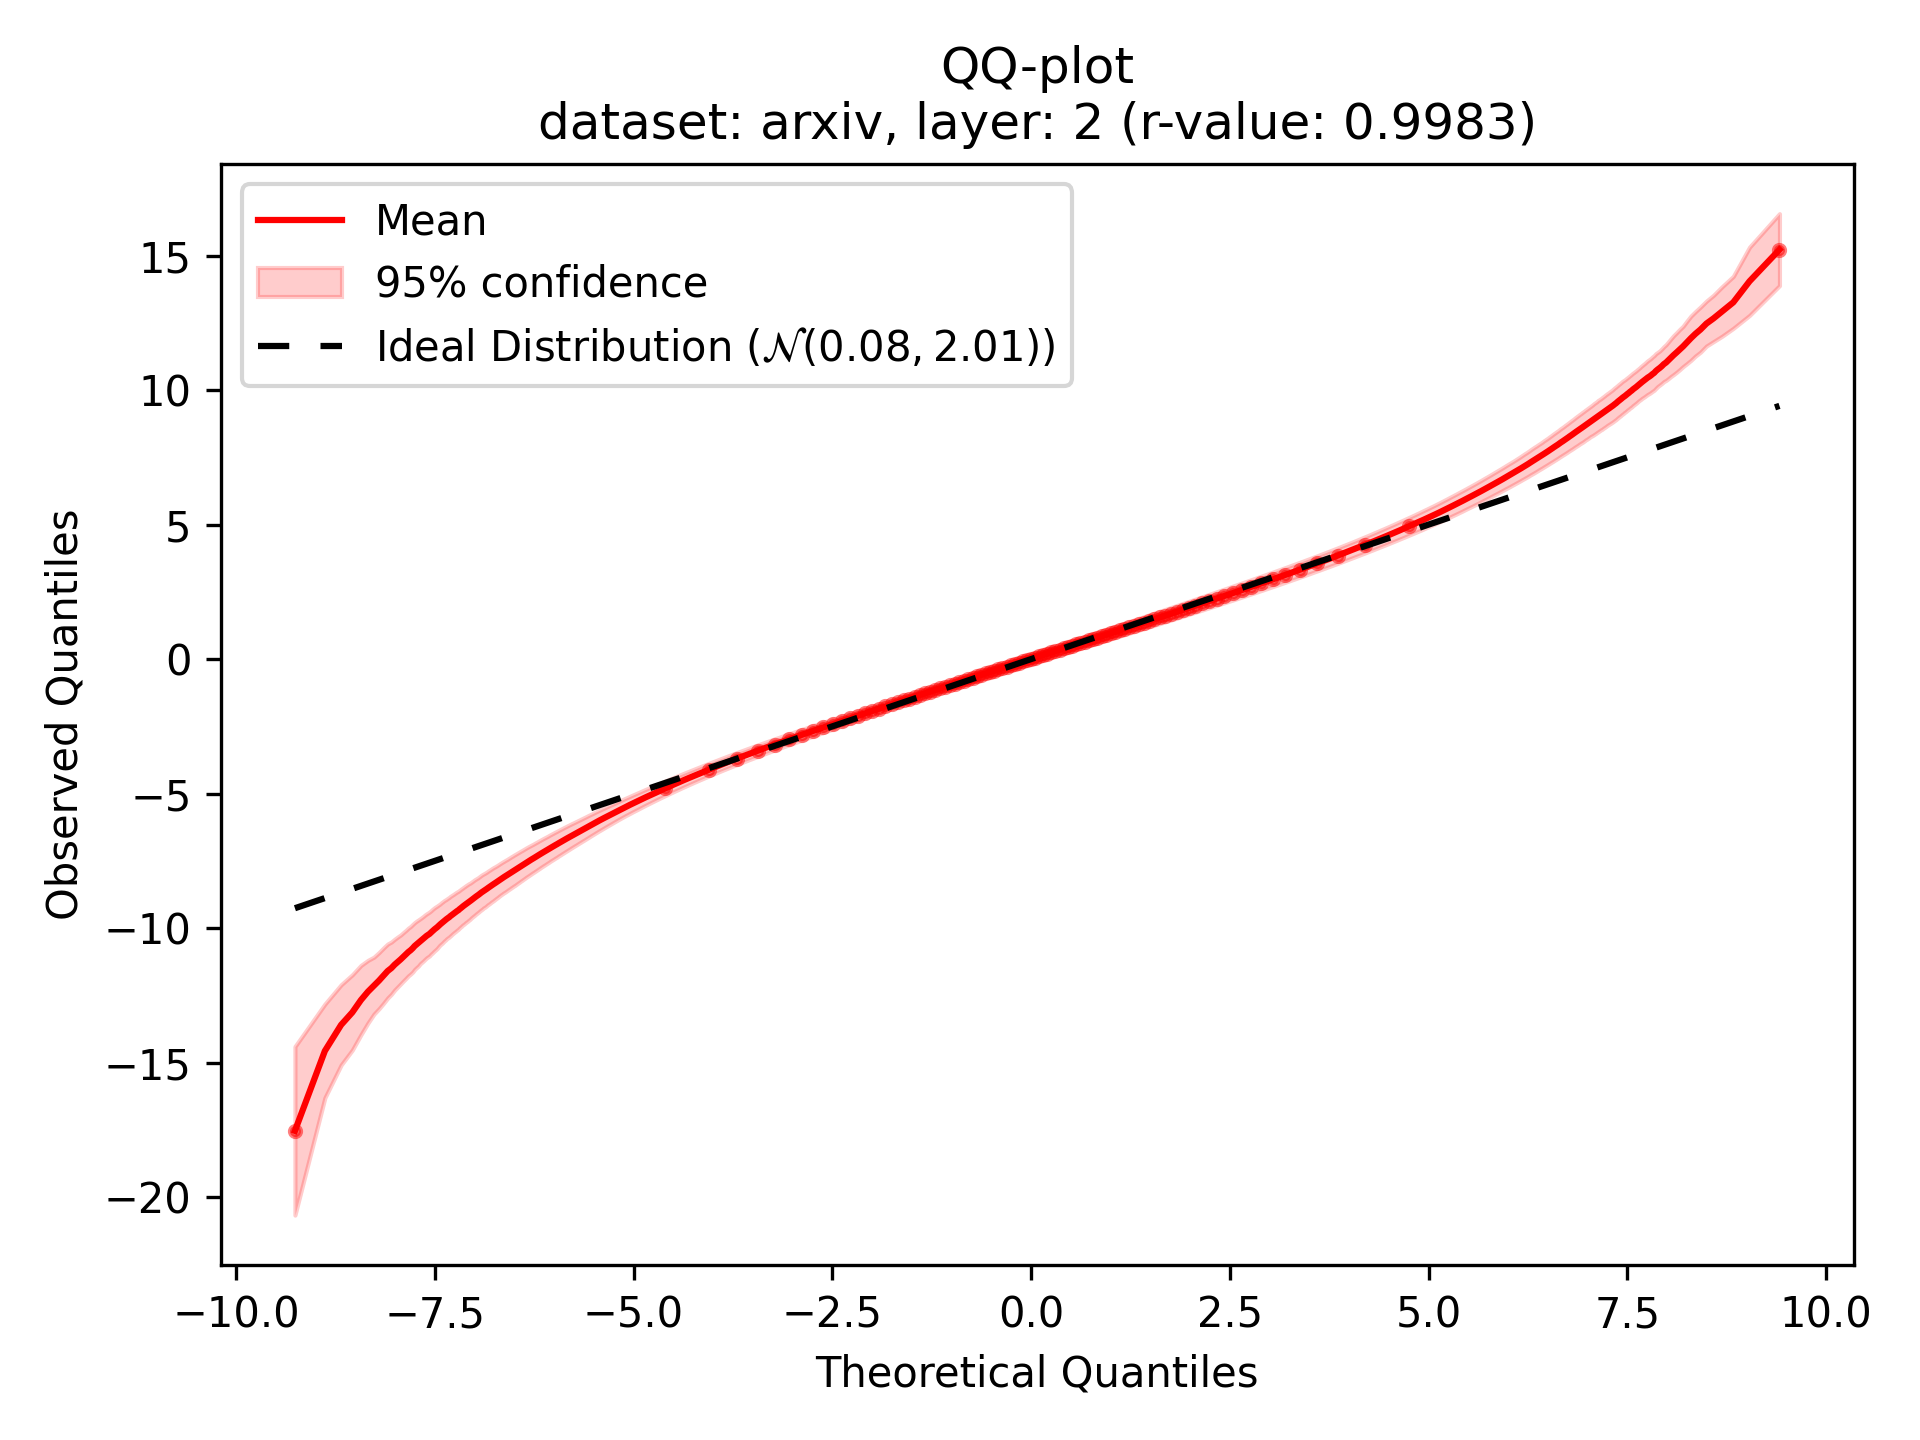 QQ-plot
dataset: arxiv, layer: 2 (r-value: 0.9983)
Mean
95% confidence
Ideal Distribution (𝒩(0.08, 2.01))
15
10
5
0
−5
−10
−15
−20
Observed Quantiles
−10.0 −7.5 −5.0 −2.5 0.0 2.5 5.0 7.5 10.0
Theoretical Quantiles